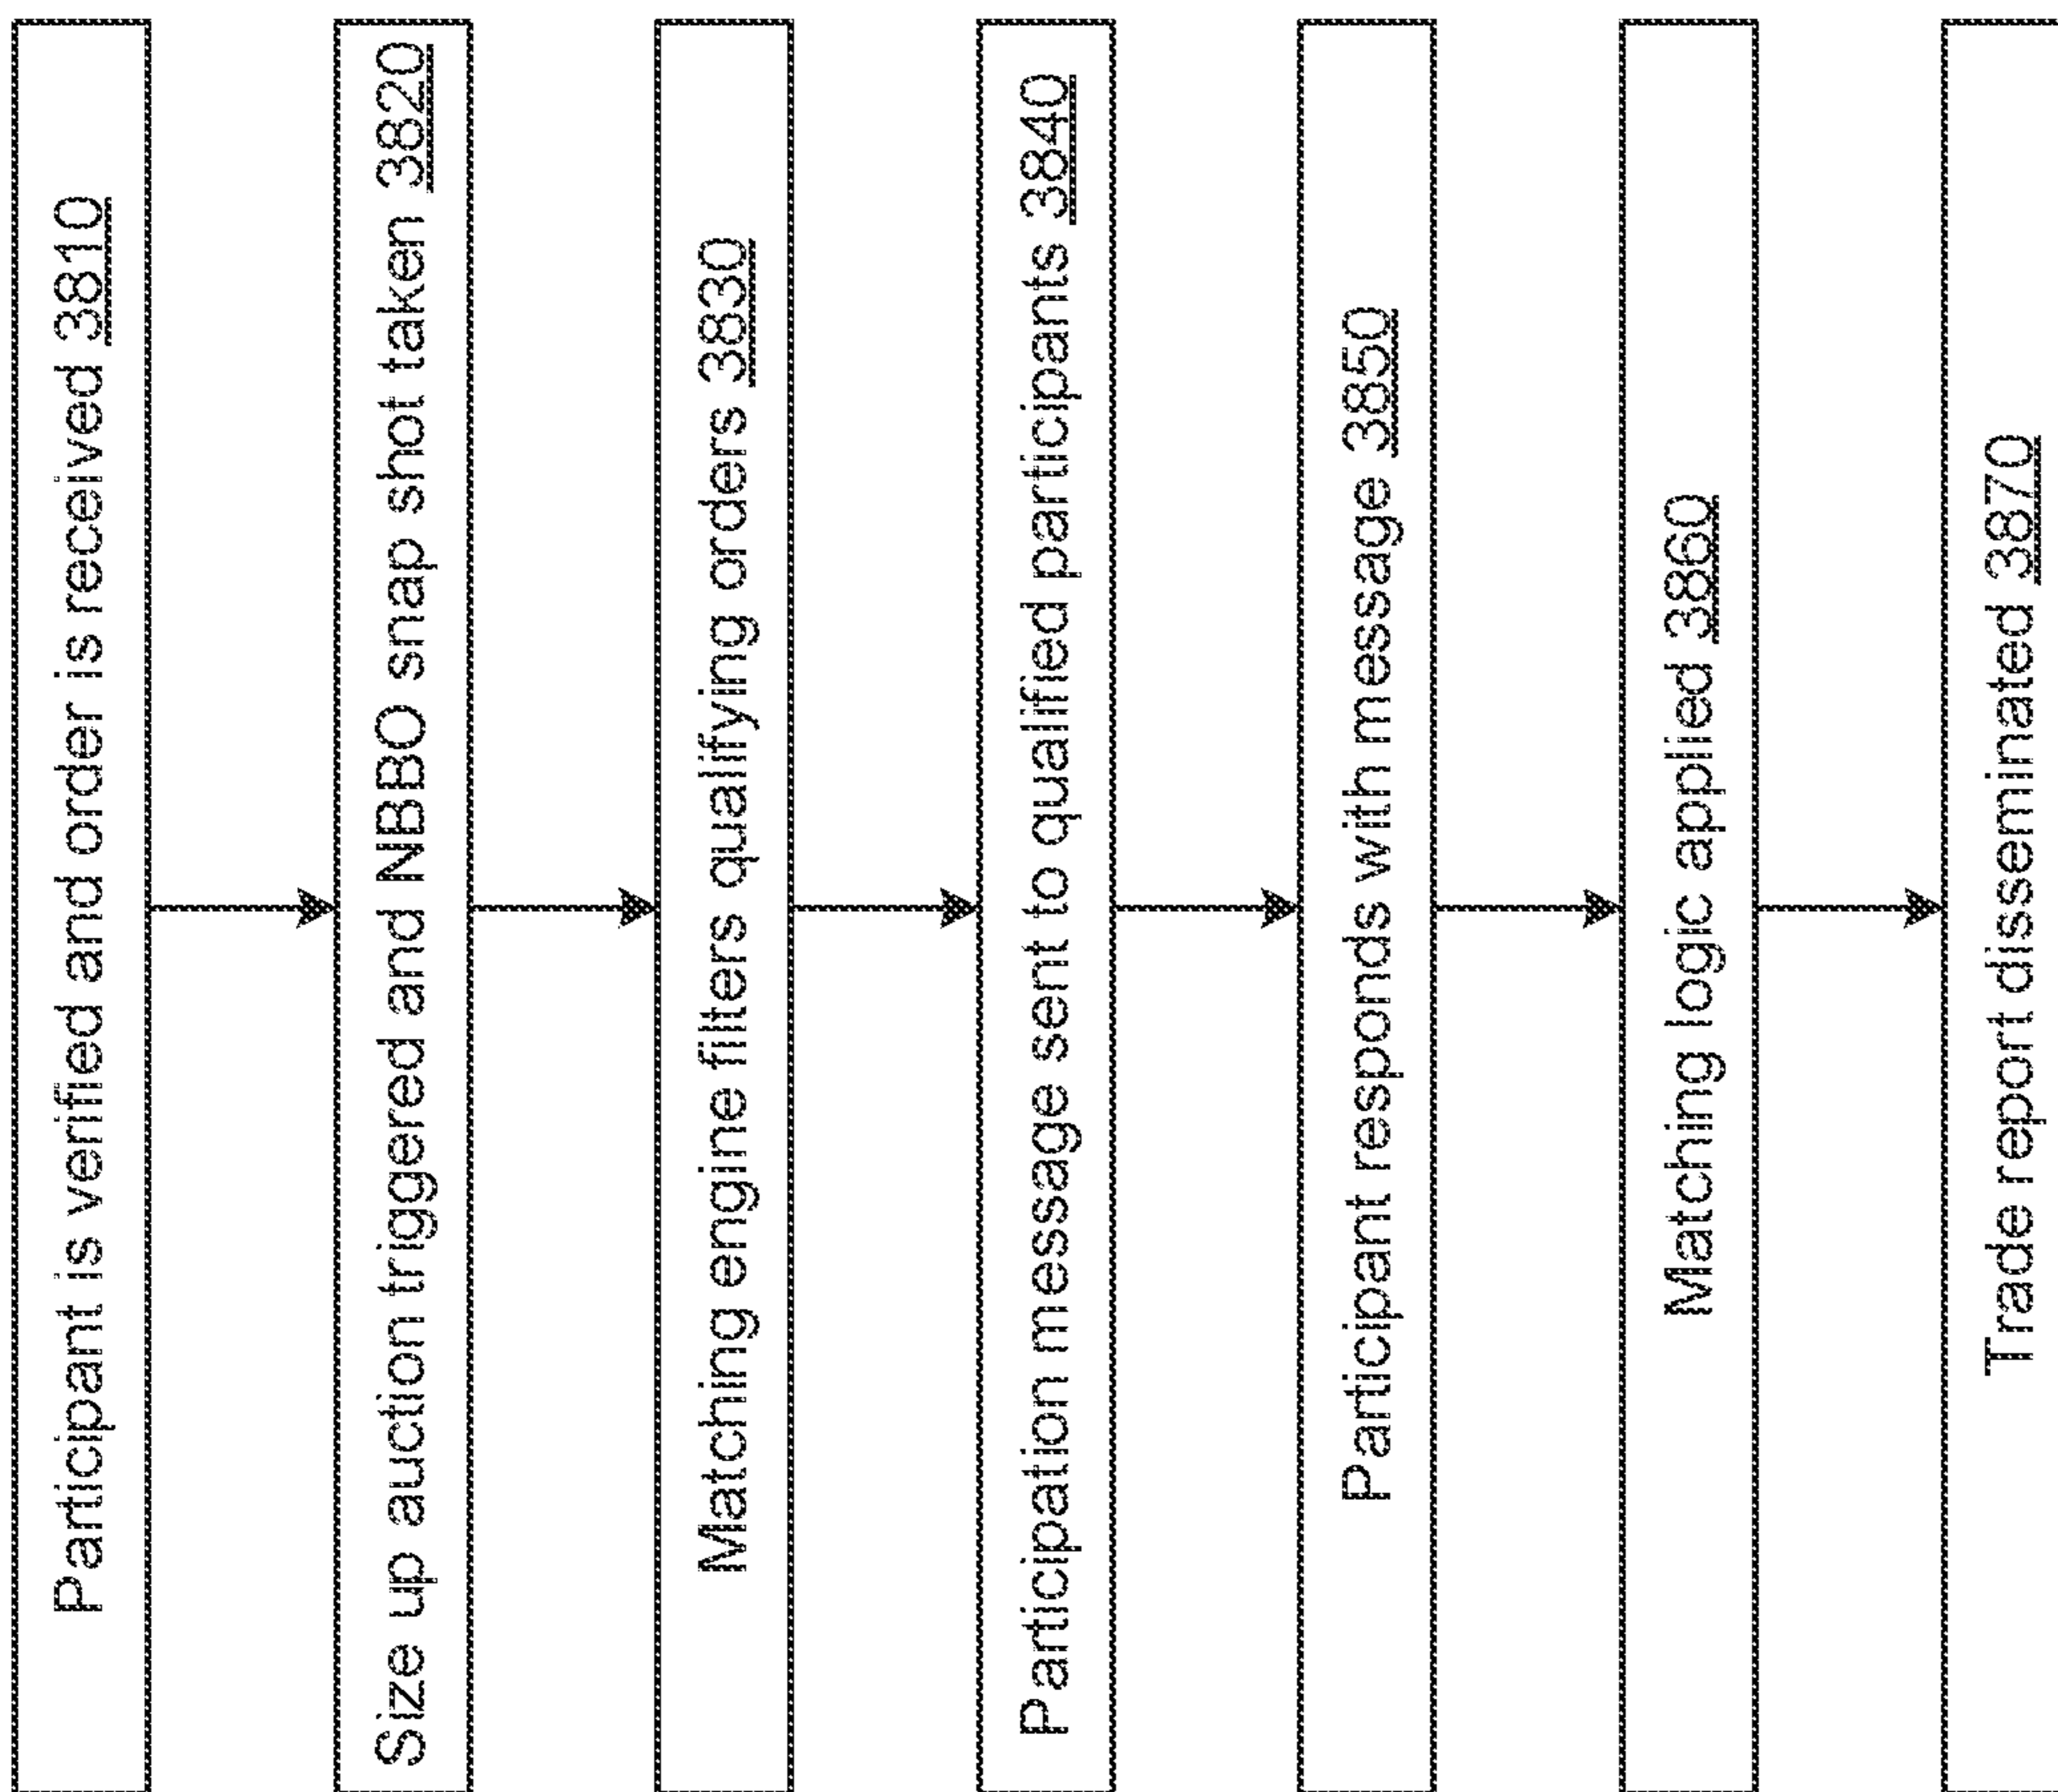 Participant is verified and order is received 3810
Size up auction triggered and NBBO snap shot taken 3820
Matching engine filters qualifying orders 3830
Participation message sent to qualified participants 3840
Participant responds with message 3850
Matching logic applied 3860
Trade report disseminated 3870